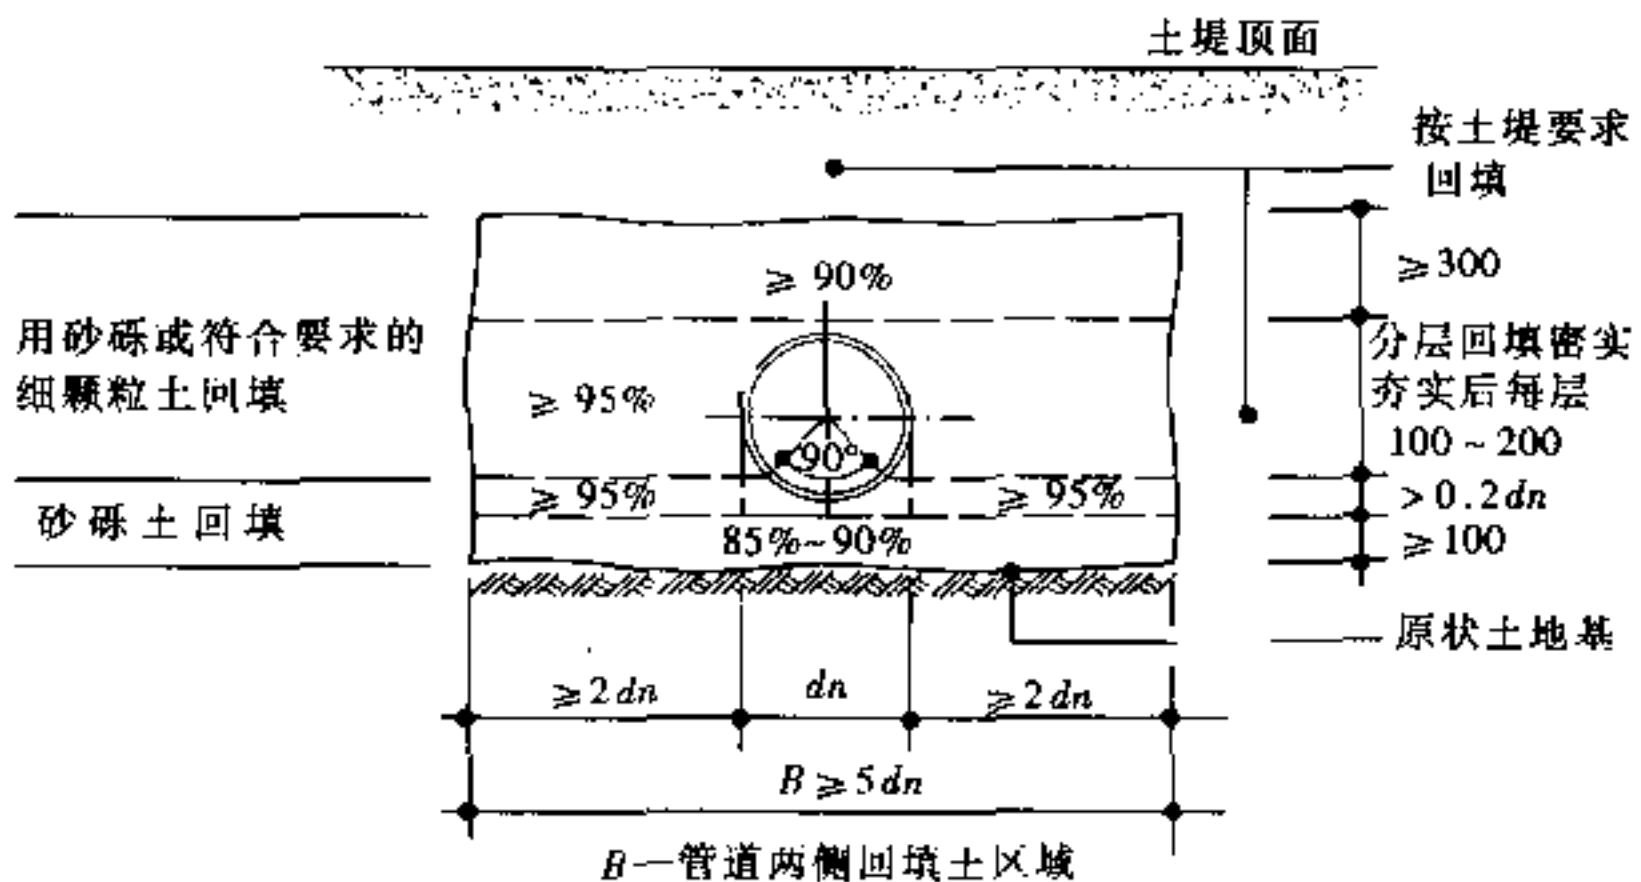 土堤顶面
按土堤要求
回填
≥300
≥ 90%
用砂砾或符合要求的
细颗粒土回填
分层回填密实
夯实后每层
100~200
≥ 95%
90°
≥ 95%
≥ 95%
>0.2dn
砂砾土回填
85%~90%
≥100
原状土地基
≥2dn
dn
≥2dn
B≥5dn
B—管道两侧回填土区域